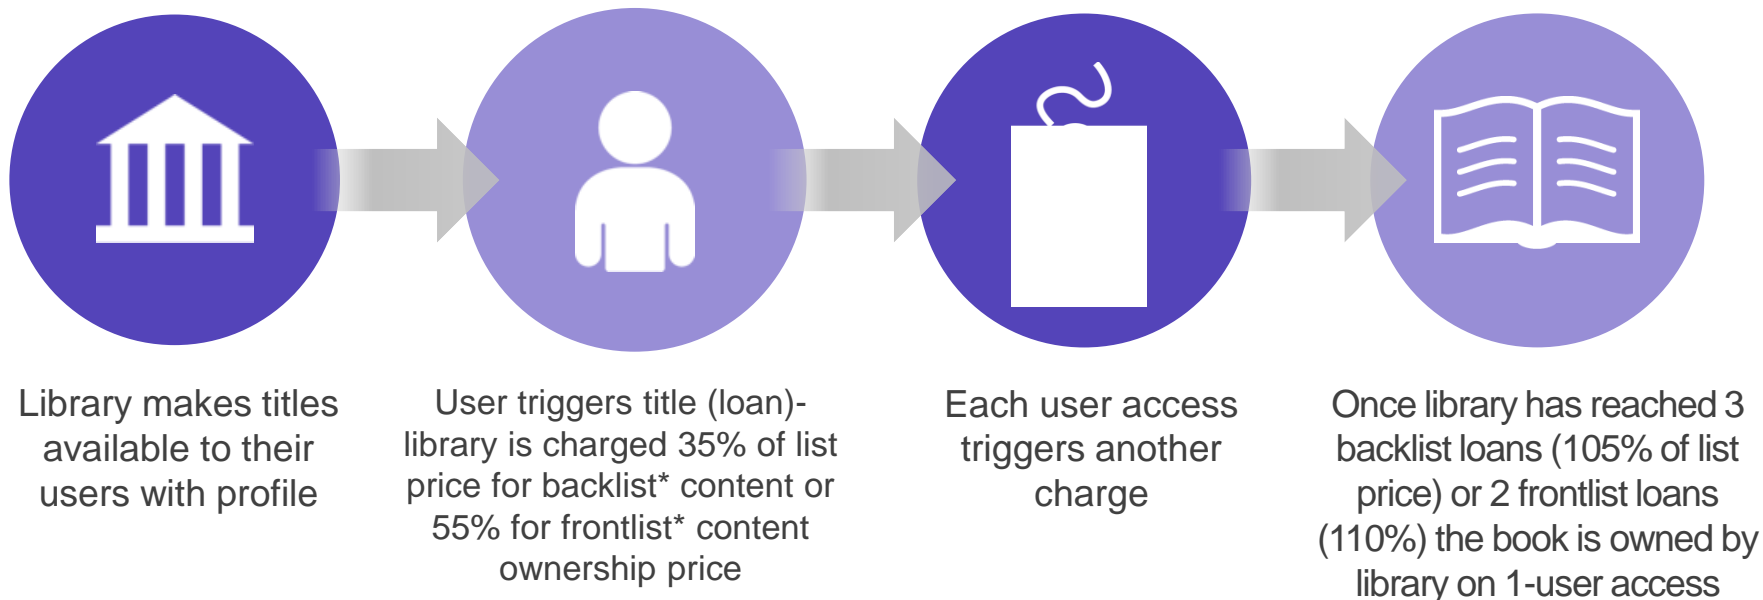 Library makes titles
available to their
users with profile
User triggers title (loan)-
library is charged 35% of list
price for backlist* content or
55% for frontlist* content
ownership price
Each user access
triggers another
charge
Once library has reached 3
backlist loans (105% of list
price) or 2 frontlist loans
(110%) the book is owned by
library on 1-user access